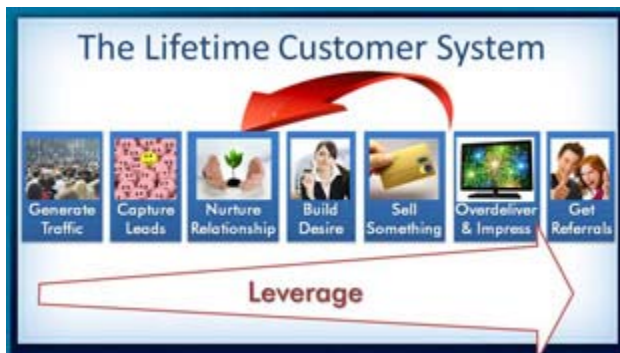 The Lifetime Customer System
Generate
Traffic
Capture
Leads
Nurture
Relationship
Build
Desire
Sell
Something
Overdeliver
& Impress
Get
Referrals
Leverage